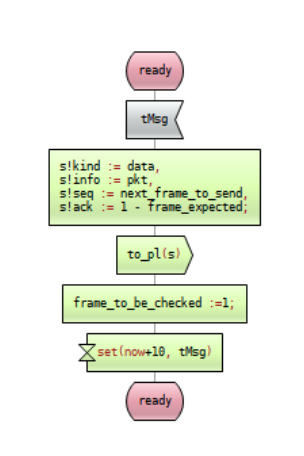 ready
tMsg
s!kind := data,
s!info := pkt,
s!seq := next_frame_to_send,
s!ack := 1 - frame_expected;
to_pl(s)
frame_to_be_checked :=1;
set(now+10, tMsg)
ready